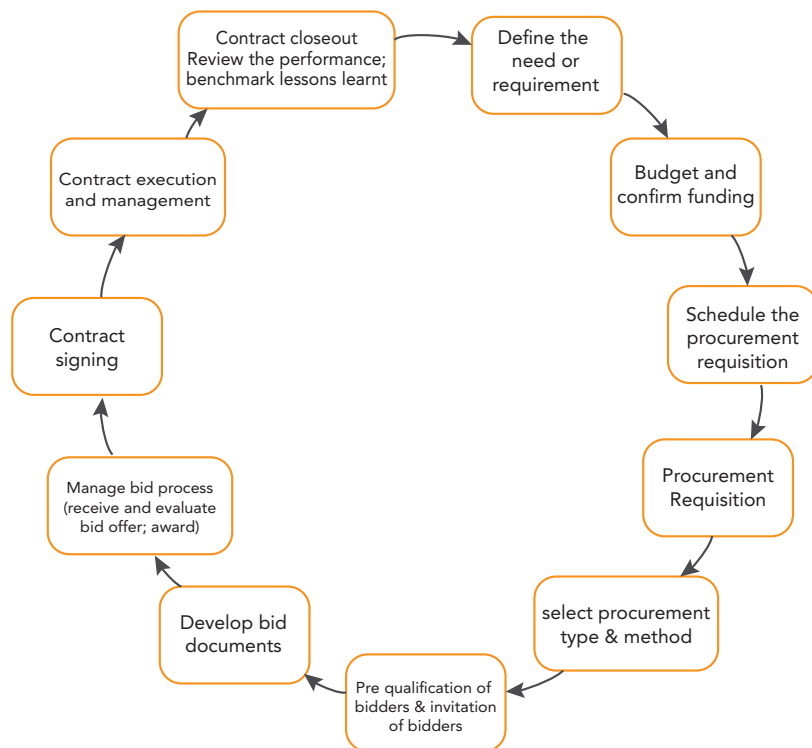 Contract closeout
Review the performance;
benchmark lessons learnt
Define the
need or
requirement
Budget and
confirm funding
Schedule the
procurement
requisition
Procurement
Requisition
select procurement
type & method
Pre qualification of
bidders & invitation
of bidders
Develop bid
documents
Manage bid process
(receive and evaluate
bid offer; award)
Contract
signing
Contract execution
and management